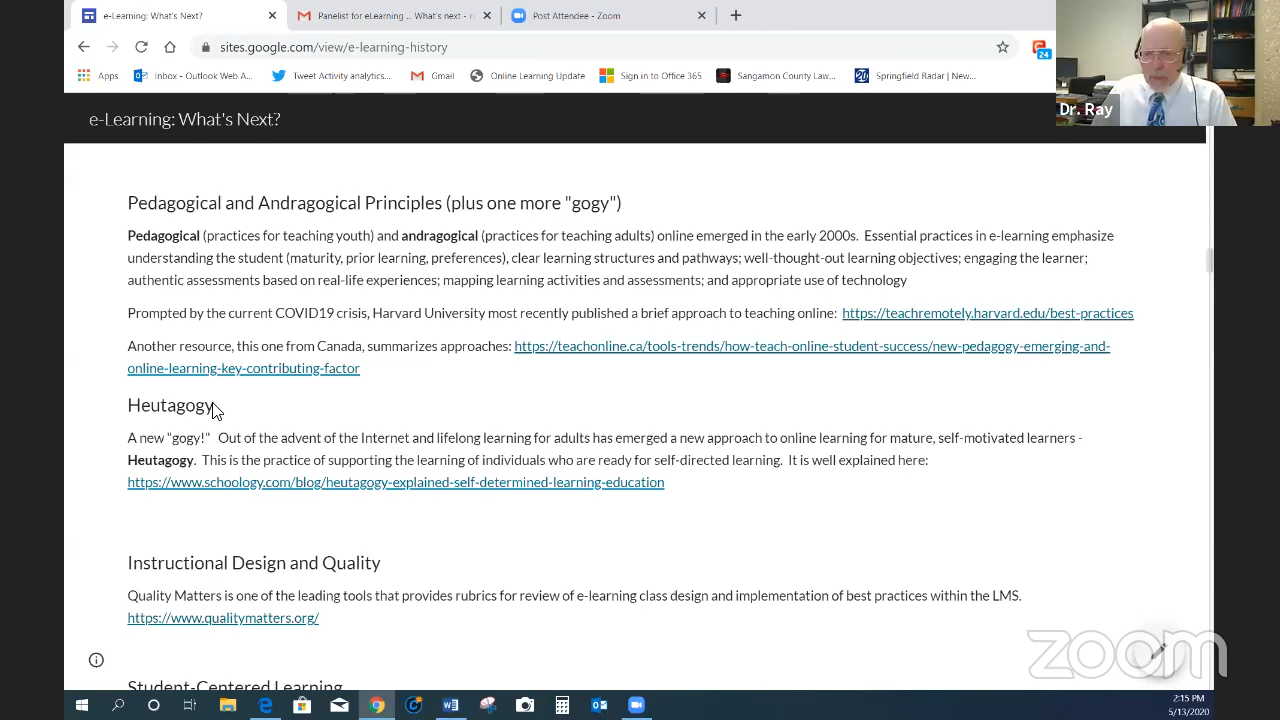 e-Learning: What's Next?
Panelist for eLearning ... What's next - r
Post Attendee - Zoom
sites.google.com/view/e-learning-history
24
Apps
Inbox - Outlook Web A...
Tweet Activity analytics...
Gmail
Online Learning Update
Sign in to Office 365
Sangamon County Law...
20
Springfield Radar | New...
Dr. Ray
e-Learning: What's Next?
Pedagogical and Andragogical Principles (plus one more "gogy")
Pedagogical (practices for teaching youth) and andragogical (practices for teaching adults) online emerged in the early 2000s. Essential practices in e-learning emphasize
understanding the student (maturity, prior learning, preferences), clear learning structures and pathways; well-thought-out learning objectives; engaging the learner;
authentic assessments based on real-life experiences; mapping learning activities and assessments; and appropriate use of technology
Prompted by the current COVID19 crisis, Harvard University most recently published a brief approach to teaching online: https://teachremotely.harvard.edu/best-practices
Another resource, this one from Canada, summarizes approaches: https://teachonline.ca/tools-trends/how-teach-online-student-success/new-pedagogy-emerging-and-
online-learning-key-contributing-factor
Heutagogy
A new "gogy!" Out of the advent of the Internet and lifelong learning for adults has emerged a new approach to online learning for mature, self-motivated learners -
Heutagogy. This is the practice of supporting the learning of individuals who are ready for self-directed learning. It is well explained here:
https://www.schoology.com/blog/heutagogy-explained-self-determined-learning-education
Instructional Design and Quality
Quality Matters is one of the leading tools that provides rubrics for review of e-learning class design and implementation of best practices within the LMS.
https://www.qualitymatters.org/
Student-Centered Learning
zoom
2:15 PM
5/13/2020